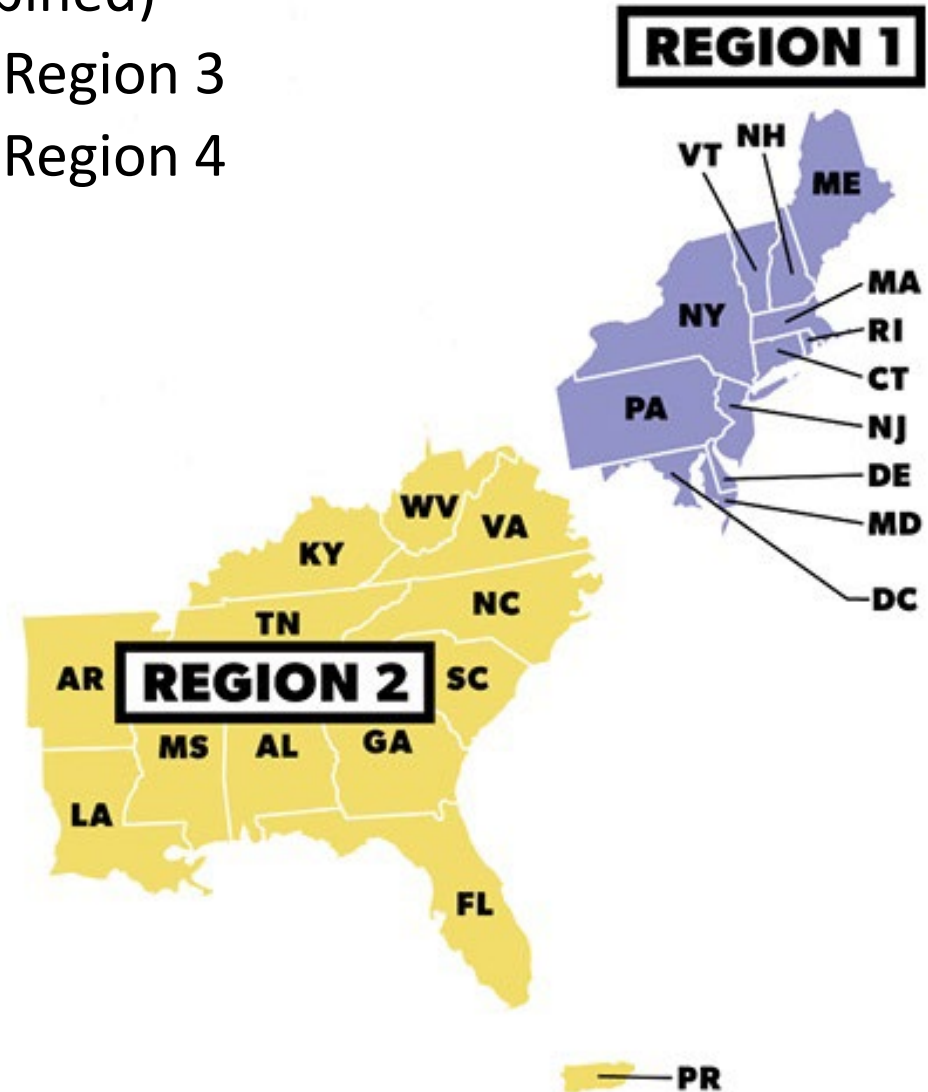 Region 3
Region 4
REGION 1
NH
VT
ME
MA
NY
RI
CT
PA
NJ
DE
WV
MD
VA
KY
DC
NC
TN
AR
REGION 2
SC
MS
AL
GA
LA
FL
PR